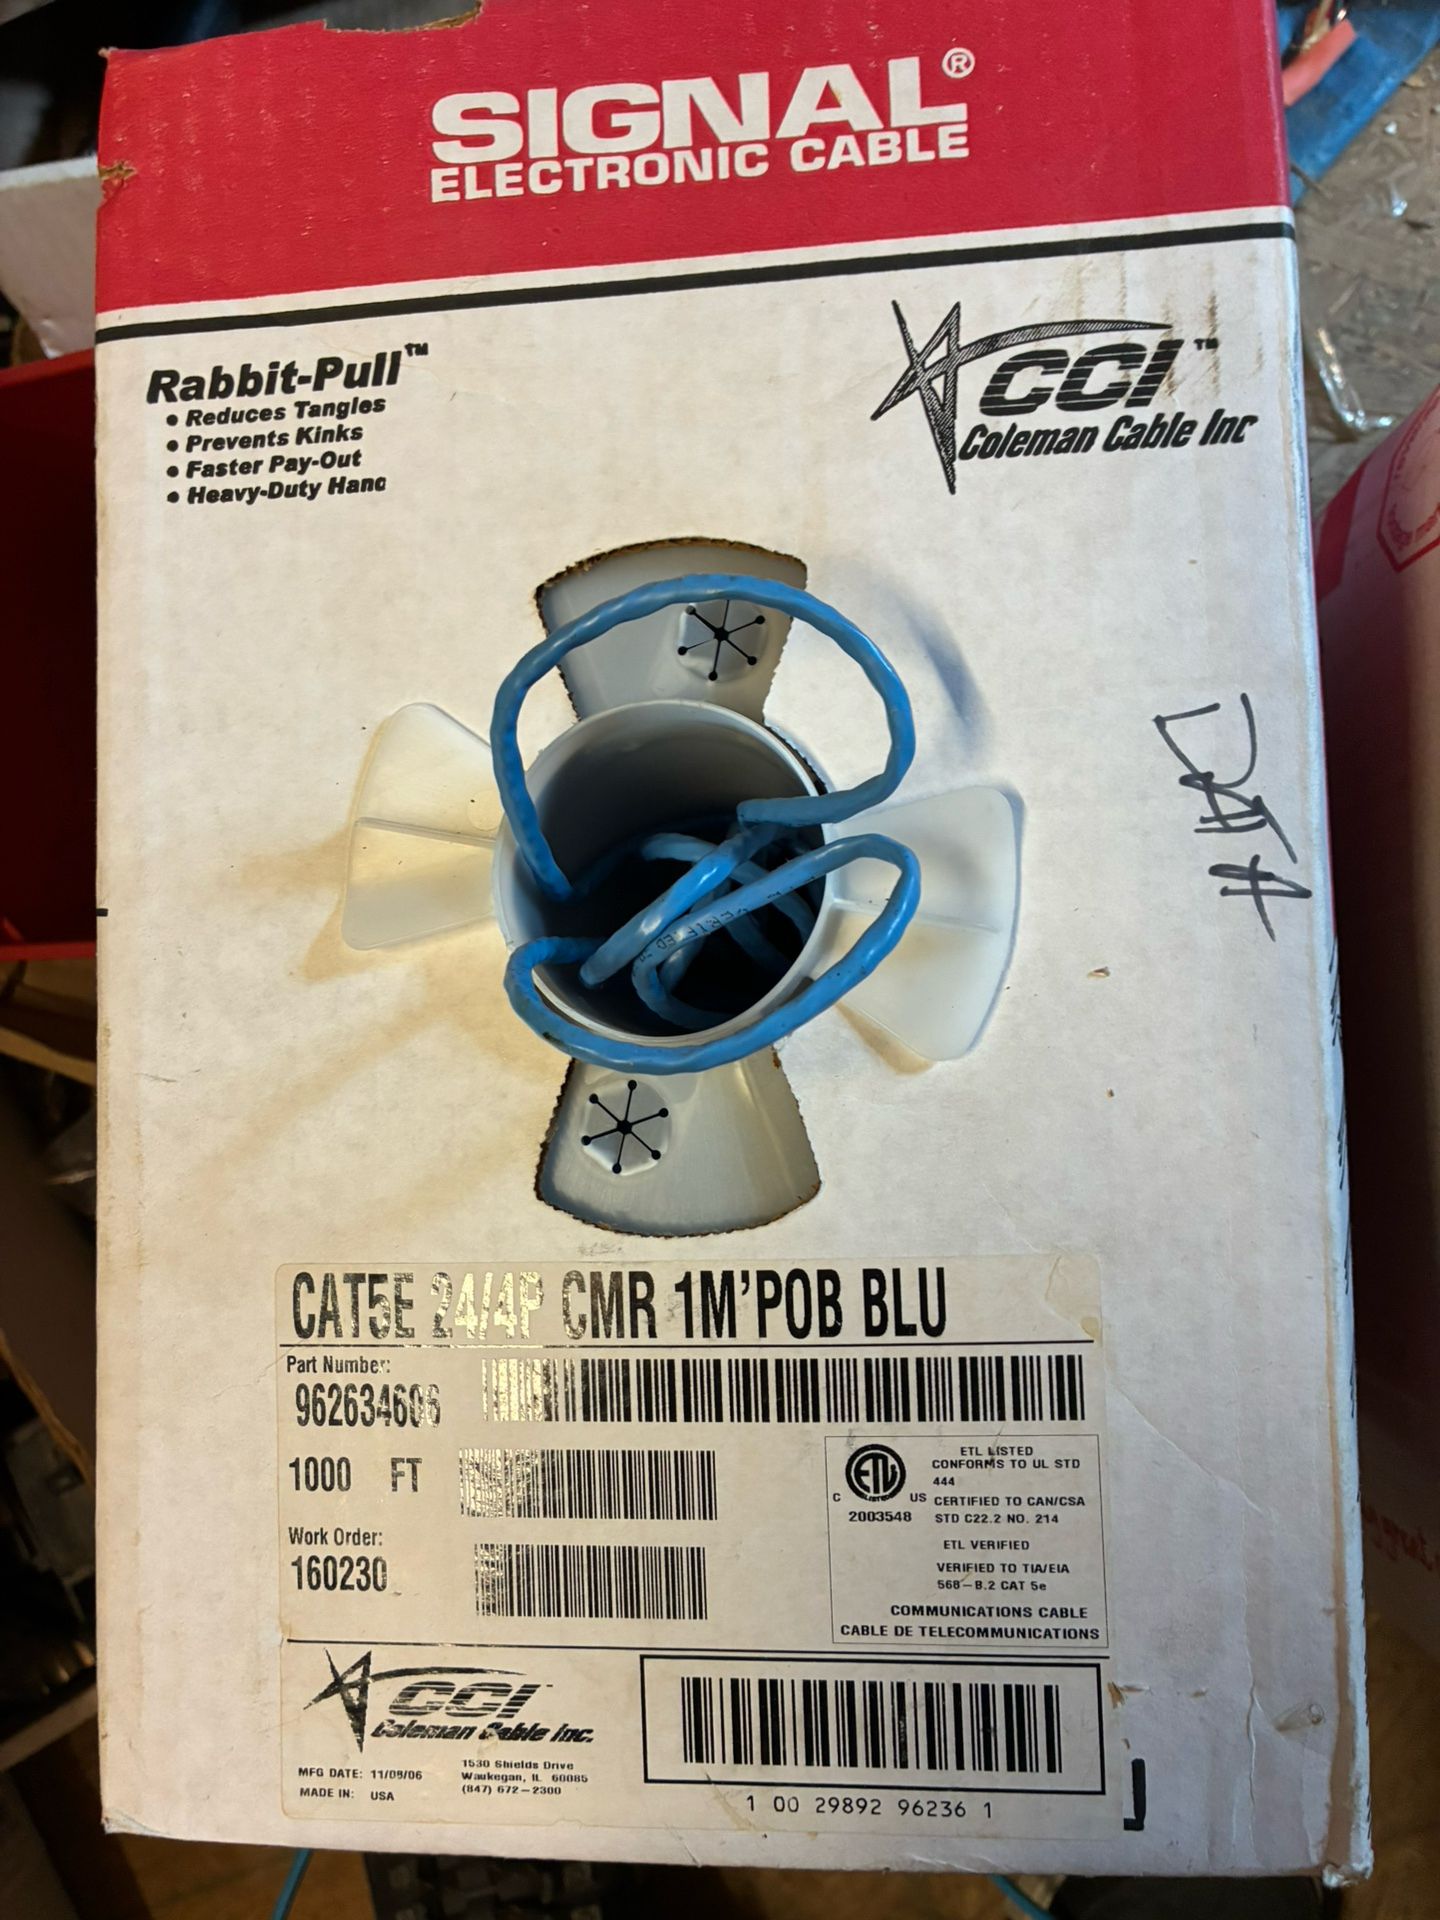 SIGNAL®
ELECTRONIC CABLE
Rabbit-Pull™
• Reduces Tangles
• Prevents Kinks
• Faster Pay-Out
• Heavy-Duty Hand
CCI™
Coleman Cable Inc
DATA
CAT5E 24/4P CMR 1M'POB BLU
Part Number:
962634606
1000 FT
Work Order:
160230
ETL LISTED
CONFORMS TO UL STD
444
C US
2003548
CERTIFIED TO CAN/CSA
STD C22.2 NO. 214
ETL VERIFIED
VERIFIED TO TIA/EIA
568-B.2 CAT 5e
COMMUNICATIONS CABLE
CABLE DE TELECOMMUNICATIONS
CCI
Coleman Cable Inc.
MFG DATE: 11/09/06
MADE IN: USA
1530 Shields Drive
Waukegan, IL 60085
(847) 672-2300
1 00 29892 96236 1